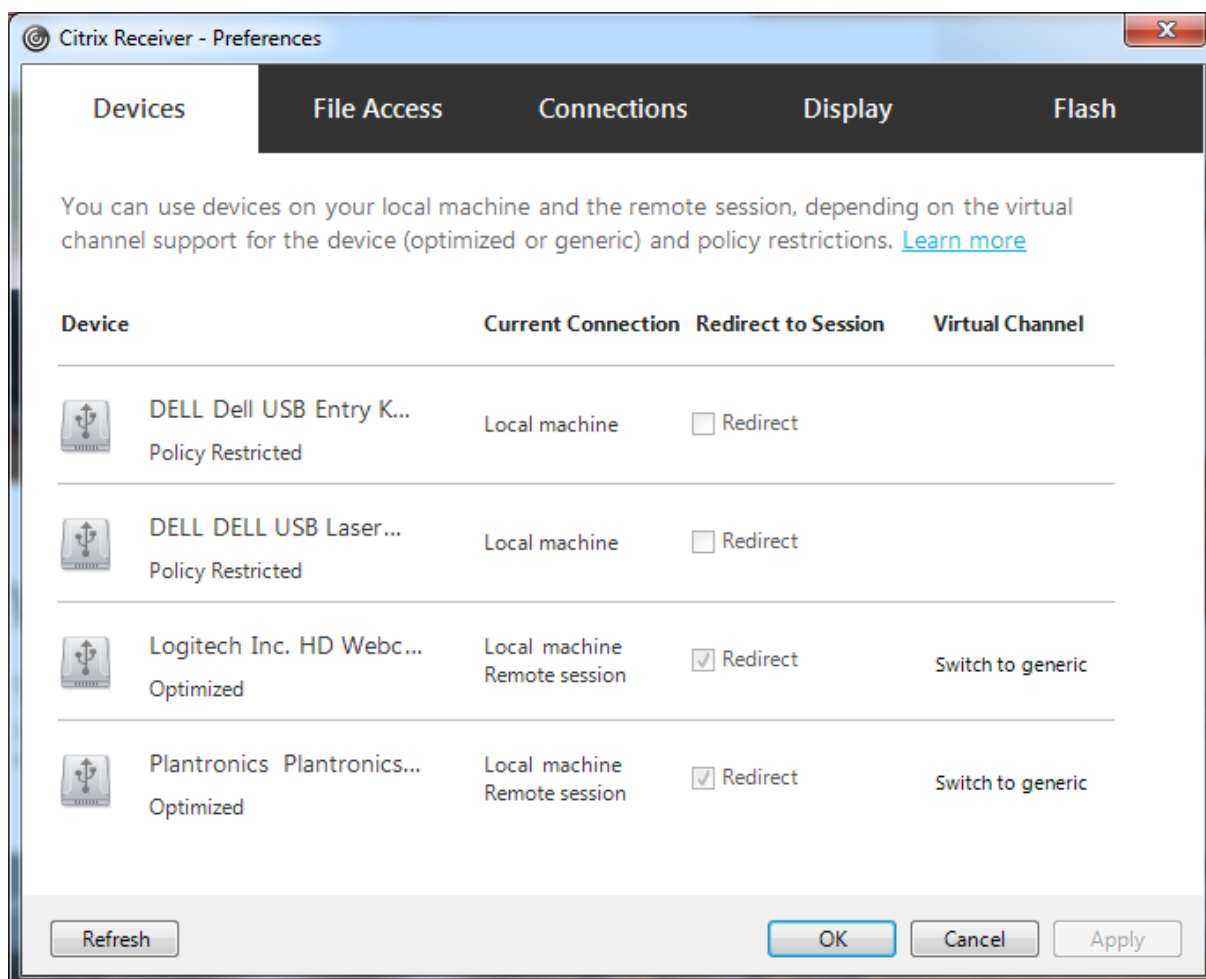 Citrix Receiver - Preferences
Devices File Access Connections Display Flash
You can use devices on your local machine and the remote session, depending on the virtual
channel support for the device (optimized or generic) and policy restrictions. Learn more
Device Current Connection Redirect to Session Virtual Channel
DELL Dell USB Entry K...
Policy Restricted
Local machine
Redirect
DELL DELL USB Laser...
Policy Restricted
Local machine
Redirect
Logitech Inc. HD Webc...
Optimized
Local machine
Remote session
Redirect
Switch to generic
Plantronics Plantronics...
Optimized
Local machine
Remote session
Redirect
Switch to generic
Refresh OK Cancel Apply